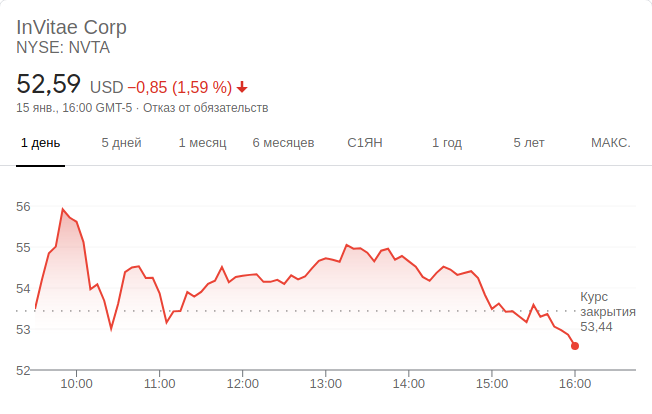 InVitae Corp
NYSE: NVTA
52,59 USD −0,85 (1,59 %)
15 янв., 16:00 GMT-5 · Отказ от обязательств
1 день 5 дней 1 месяц 6 месяцев С1ЯН 1 год 5 лет МАКС.
56
55
54
53
52
Курс
закрытия
53,44
10:00 11:00 12:00 13:00 14:00 15:00 16:00